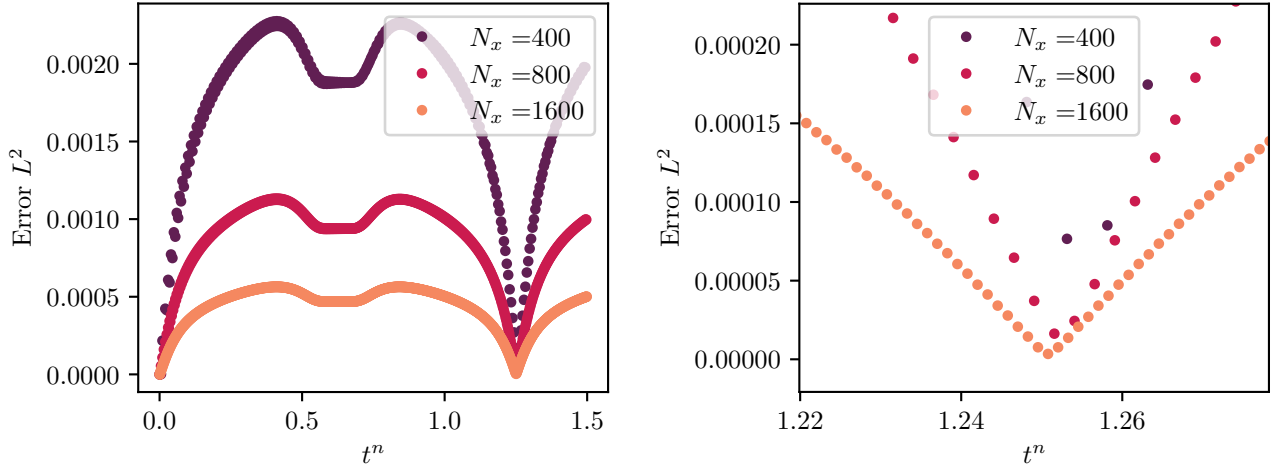 0.0020
0.0015
0.0010
0.0005
0.0000
Error L²
0.0 0.5 1.0 1.5
tⁿ
Nₓ =400
Nₓ =800
Nₓ =1600
0.00020
0.00015
0.00010
0.00005
0.00000
Error L²
1.22 1.24 1.26
tⁿ
Nₓ =400
Nₓ =800
Nₓ =1600